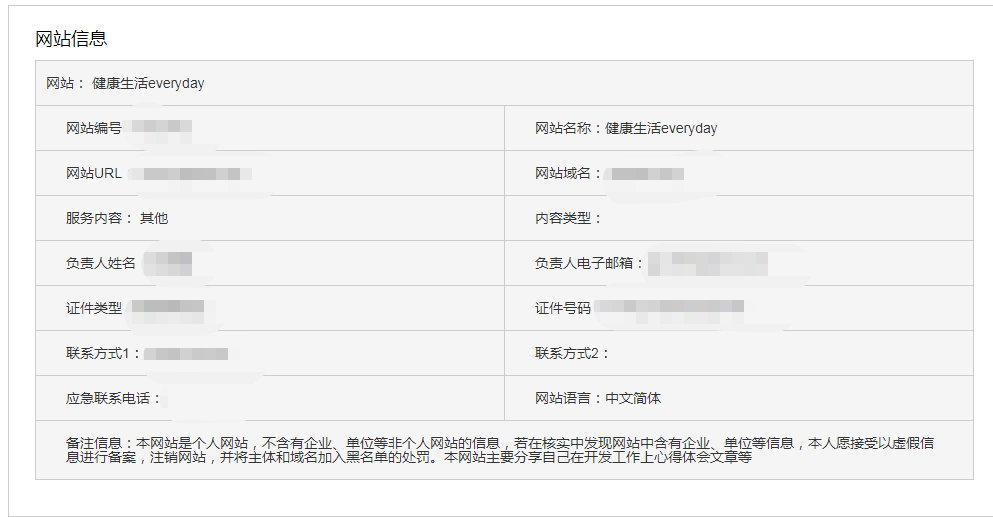 网站信息
网站： 健康生活everyday
网站编号
网站名称：健康生活everyday
网站URL
网站域名：
服务内容： 其他
内容类型：
负责人姓名
负责人电子邮箱：
证件类型
证件号码
联系方式1：
联系方式2：
应急联系电话：
网站语言：中文简体
备注信息：本网站是个人网站，不含有企业、单位等非个人网站的信息，若在核实中发现网站中含有企业、单位等信息，本人愿接受以虚假信
息进行备案，注销网站，并将主体和域名加入黑名单的处罚。本网站主要分享自己在开发工作上心得体会文章等